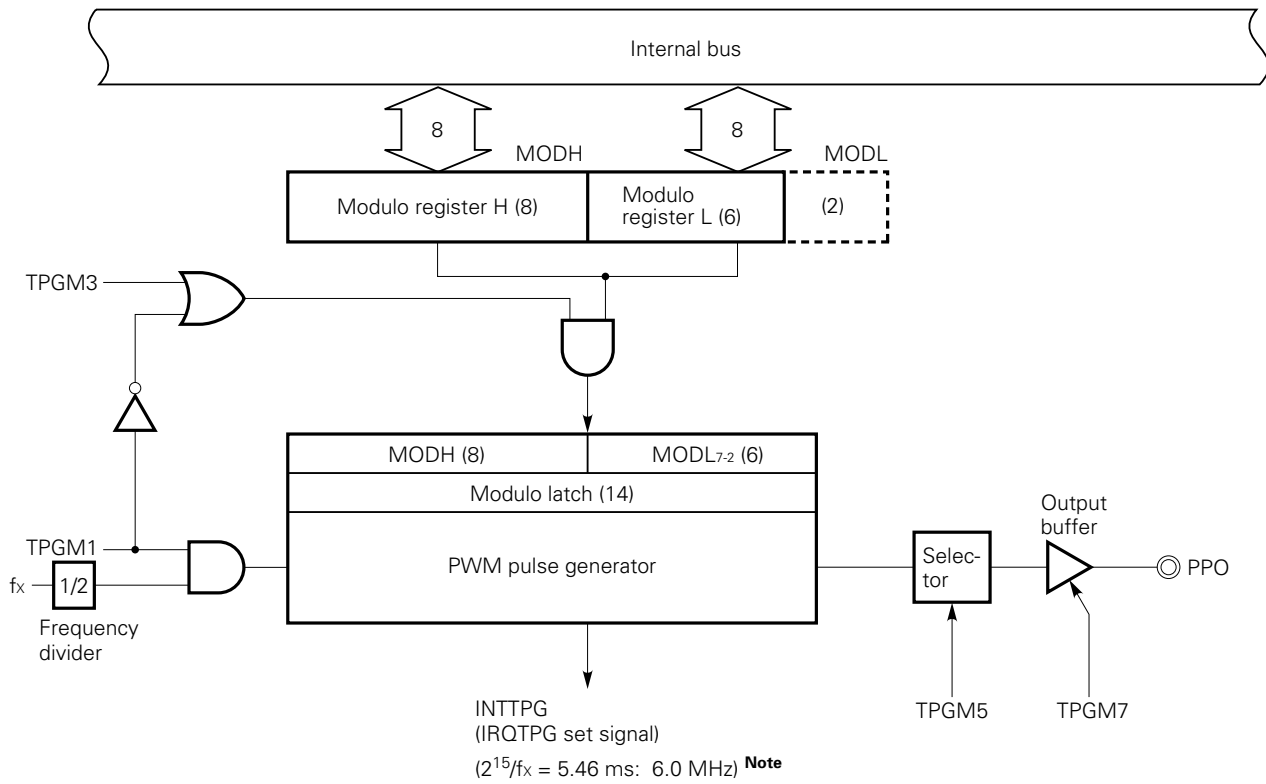 Internal bus
8
8
MODH
MODL
Modulo register H (8)
Modulo
register L (6)
(2)
TPGM3
MODH (8)
MODL7-2 (6)
Modulo latch (14)
TPGM1
fX
1/2
Frequency
divider
PWM pulse generator
Selec-
tor
Output
buffer
PPO
INTTPG
(IRQTPG set signal)
(2^15/fX = 5.46 ms: 6.0 MHz) Note
TPGM5
TPGM7